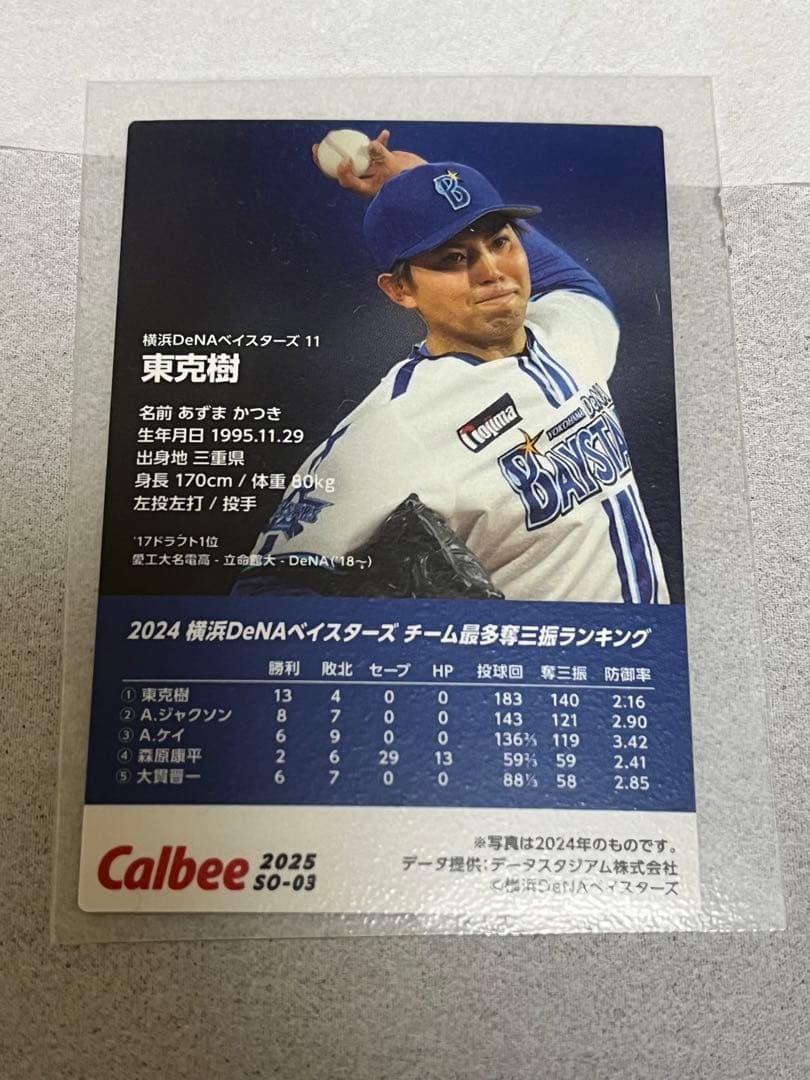 B
横浜DeNAベイスターズ 11
東克樹
名前 あずま かつき
生年月日 1995.11.29
出身地 三重県
身長 170cm / 体重 80kg
左投左打 / 投手
'17ドラフト1位
愛工大名電高 - 立命館大 - DeNA('18〜)
nojima
YOKOHAMA DeNA
BAYSTA
2024 横浜DeNAベイスターズ チーム最多奪三振ランキング
勝利 敗北 セーブ HP 投球回 奪三振 防御率
① 東克樹 13 4 0 0 183 140 2.16
② A.ジャクソン 8 7 0 0 143 121 2.90
③ A.ケイ 6 9 0 0 136⅔ 119 3.42
④ 森原康平 2 6 29 13 59⅔ 59 2.41
⑤ 大貫晋一 6 7 0 0 88⅓ 58 2.85
Calbee 2025 SO-03
※写真は2024年のものです。
データ提供:データスタジアム株式会社
©横浜DeNAベイスターズ